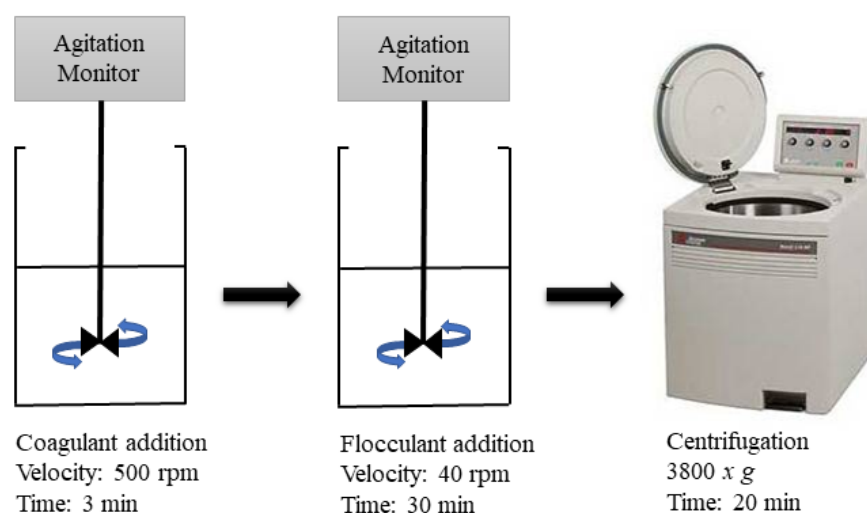 Agitation
Monitor
Agitation
Monitor
Coagulant addition
Velocity: 500 rpm
Time: 3 min
Flocculant addition
Velocity: 40 rpm
Time: 30 min
Centrifugation
3800 x g
Time: 20 min